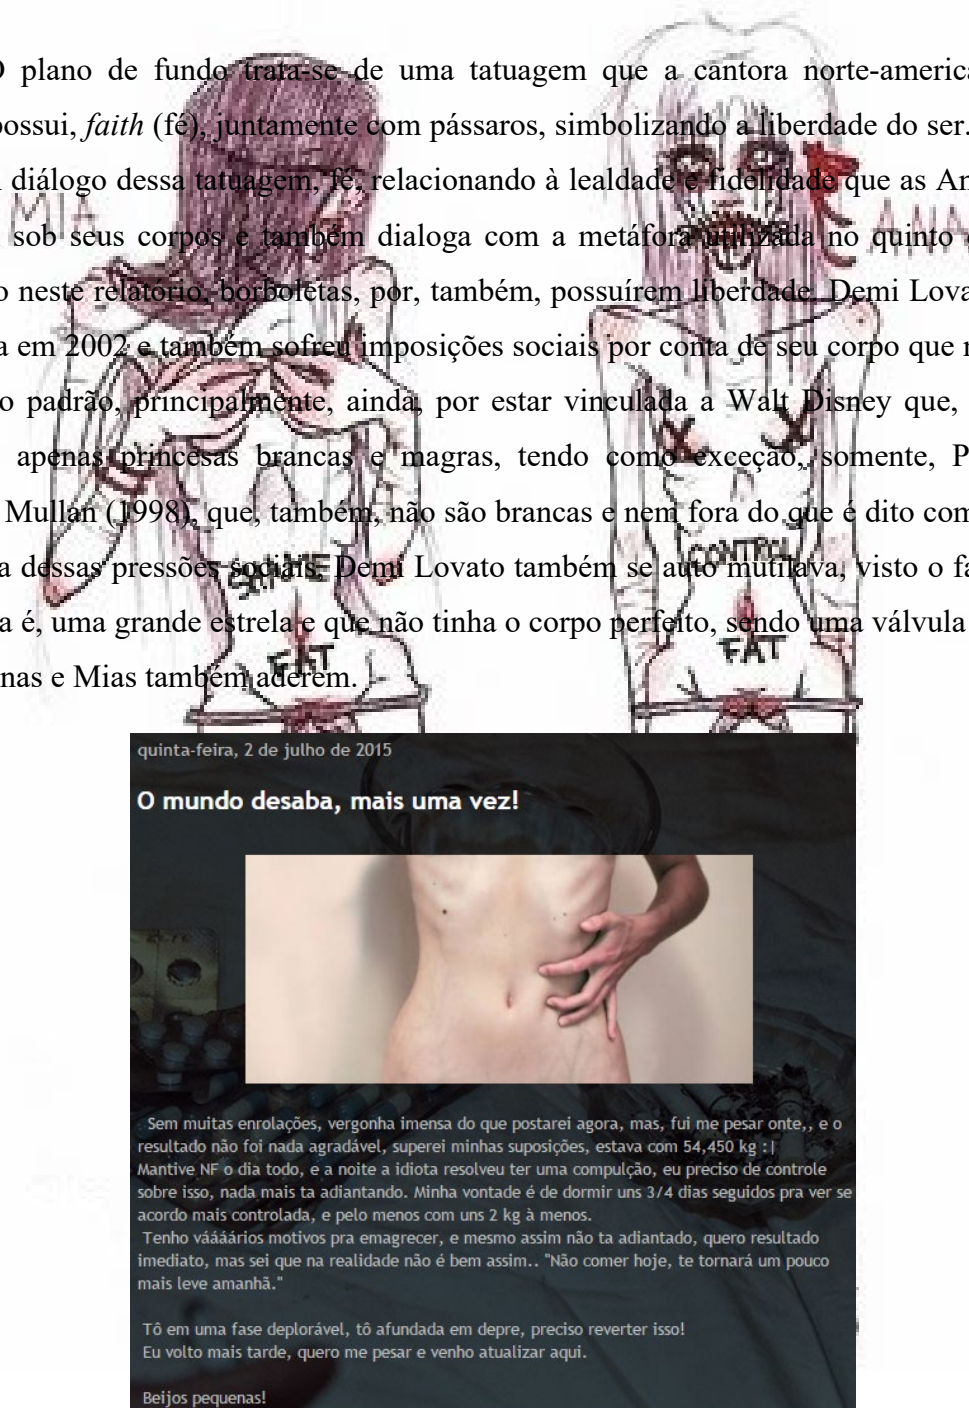 O plano de fundo trata-se de uma tatuagem que a cantora norte-americ
possui, faith (fé), juntamente com pássaros, simbolizando a liberdade do ser.
diálogo dessa tatuagem, fé, relacionando à lealdade e fidelidade que as An
MIA
ANA
sob seus corpos e também dialoga com a metáfora utilizada no quinto
o neste relatório, borboletas, por, também, possuírem liberdade. Demi Lova
a em 2002 e também sofreu imposições sociais por conta de seu corpo que
o padrão, principalmente, ainda, por estar vinculada a Walt Disney que,
apenas princesas brancas e magras, tendo como exceção, somente, P
Mullan (1998), que, também, não são brancas e nem fora do que é dito com
CONTROL
a dessas pressões sociais, Demi Lovato também se auto mutilava, visto o fa
a é, uma grande estrela e que não tinha o corpo perfeito, sendo uma válvula
FAT
FAT
nas e Mias também aderem.
quinta-feira, 2 de julho de 2015
O mundo desaba, mais uma vez!
Sem muitas enrolações, vergonha imensa do que postarei agora, mas, fui me pesar onte,, e o
resultado não foi nada agradável, superei minhas suposições, estava com 54,450 kg :|
Mantive NF o dia todo, e a noite a idiota resolveu ter uma compulção, eu preciso de controle
sobre isso, nada mais ta adiantando. Minha vontade é de dormir uns 3/4 dias seguidos pra ver se
acordo mais controlada, e pelo menos com uns 2 kg à menos.
Tenho váááários motivos pra emagrecer, e mesmo assim não ta adiantado, quero resultado
imediato, mas sei que na realidade não é bem assim.. "Não comer hoje, te tornará um pouco
mais leve amanhã."
Tô em uma fase deplorável, tô afundada em depre, preciso reverter isso!
Eu volto mais tarde, quero me pesar e venho atualizar aqui.
Beijos pequenas!